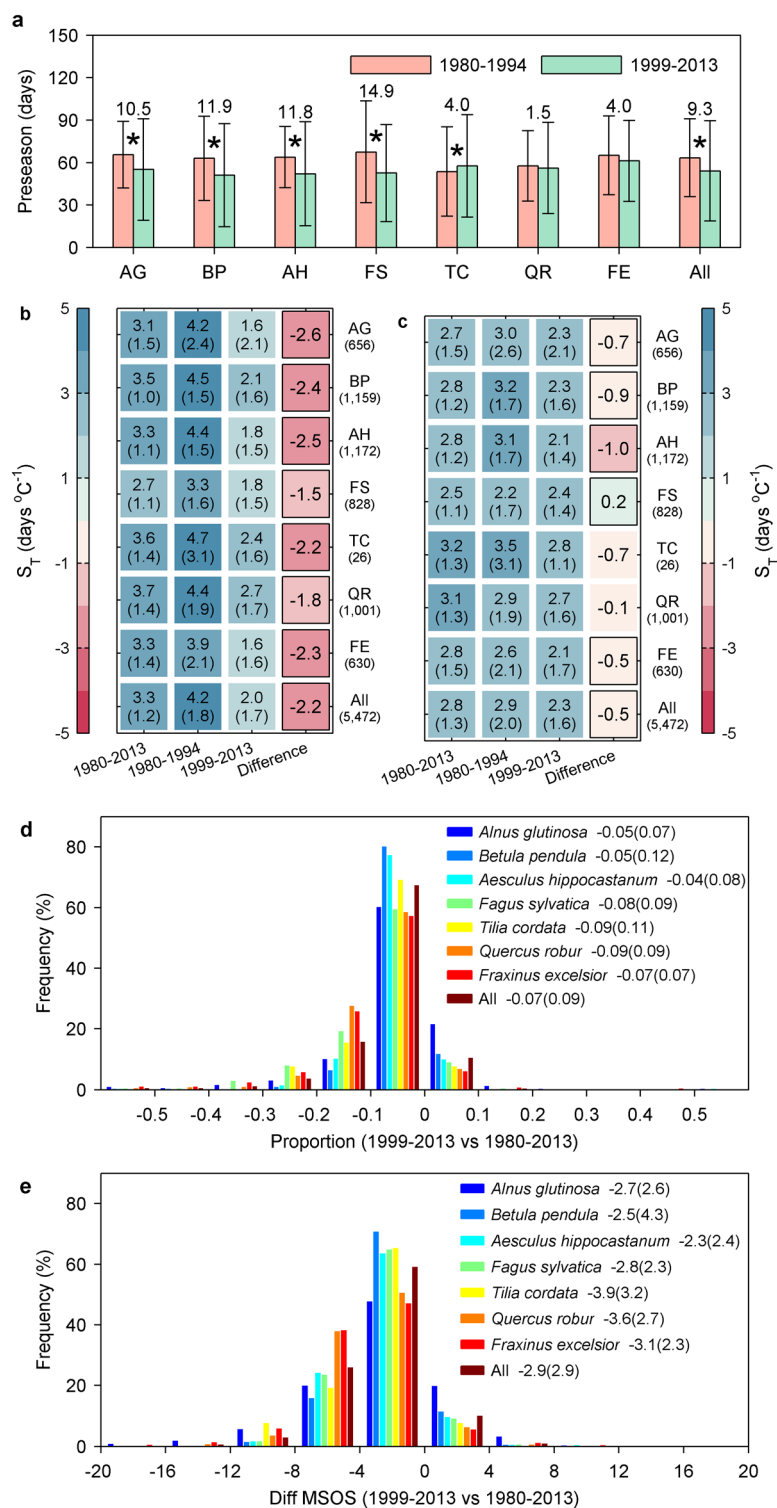 a
150
120
90
60
30
0
Preseason (days)
1980-1994
1999-2013
10.5
11.9
11.8
14.9
4.0
1.5
4.0
9.3
* * * * * *
AG BP AH FS TC QR FE All
b
5
3
1
-1
-3
-5
S_T (days °C⁻¹)
3.1 4.2 1.6 -2.6 AG
(1.5) (2.4) (2.1) (656)
3.5 4.5 2.1 -2.4 BP
(1.0) (1.5) (1.6) (1,159)
3.3 4.4 1.8 -2.5 AH
(1.1) (1.5) (1.5) (1,172)
2.7 3.3 1.8 -1.5 FS
(1.1) (1.6) (1.5) (828)
3.6 4.7 2.4 -2.2 TC
(1.4) (3.1) (1.6) (26)
3.7 4.4 2.7 -1.8 QR
(1.4) (1.9) (1.7) (1,001)
3.3 3.9 1.6 -2.3 FE
(1.4) (2.1) (1.6) (630)
3.3 4.2 2.0 -2.2 All
(1.2) (1.8) (1.7) (5,472)
1980-2013 1980-1994 1999-2013 Difference
c
2.7 3.0 2.3 -0.7 AG
(1.5) (2.6) (2.1) (656)
2.8 3.2 2.3 -0.9 BP
(1.2) (1.7) (1.6) (1,159)
2.8 3.1 2.1 -1.0 AH
(1.2) (1.7) (1.4) (1,172)
2.5 2.2 2.4 0.2 FS
(1.1) (1.7) (1.4) (828)
3.2 3.5 2.8 -0.7 TC
(1.3) (3.1) (1.1) (26)
3.1 2.9 2.7 -0.1 QR
(1.3) (1.9) (1.6) (1,001)
2.8 2.6 2.1 -0.5 FE
(1.5) (2.1) (1.7) (630)
2.8 2.9 2.3 -0.5 All
(1.3) (2.0) (1.6) (5,472)
1980-2013 1980-1994 1999-2013 Difference
5
3
1
-1
-3
-5
S_T (days °C⁻¹)
d
80
60
40
20
0
Frequency (%)
Alnus glutinosa -0.05(0.07)
Betula pendula -0.05(0.12)
Aesculus hippocastanum -0.04(0.08)
Fagus sylvatica -0.08(0.09)
Tilia cordata -0.09(0.11)
Quercus robur -0.09(0.09)
Fraxinus excelsior -0.07(0.07)
All -0.07(0.09)
-0.5 -0.4 -0.3 -0.2 -0.1 0 0.1 0.2 0.3 0.4 0.5
Proportion (1999-2013 vs 1980-2013)
e
80
60
40
20
0
Frequency (%)
Alnus glutinosa -2.7(2.6)
Betula pendula -2.5(4.3)
Aesculus hippocastanum -2.3(2.4)
Fagus sylvatica -2.8(2.3)
Tilia cordata -3.9(3.2)
Quercus robur -3.6(2.7)
Fraxinus excelsior -3.1(2.3)
All -2.9(2.9)
-20 -16 -12 -8 -4 0 4 8 12 16 20
Diff MSOS (1999-2013 vs 1980-2013)